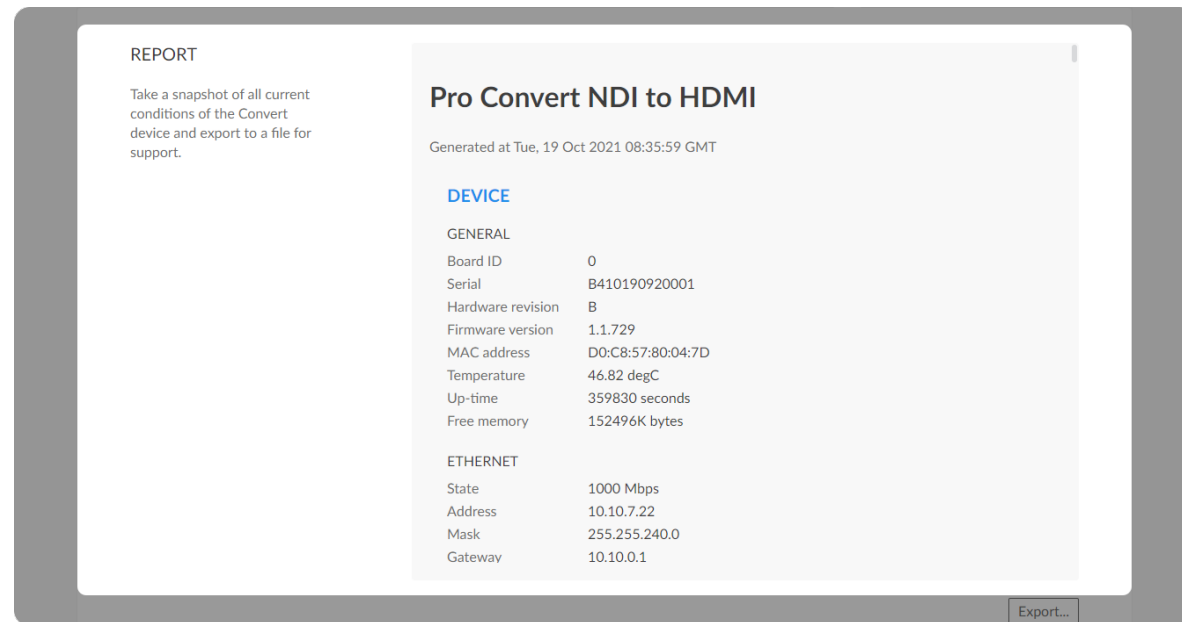 REPORT
Take a snapshot of all current
conditions of the Convert
device and export to a file for
support.
Pro Convert NDI to HDMI
Generated at Tue, 19 Oct 2021 08:35:59 GMT
DEVICE
GENERAL
Board ID 0
Serial B410190920001
Hardware revision B
Firmware version 1.1.729
MAC address D0:C8:57:80:04:7D
Temperature 46.82 degC
Up-time 359830 seconds
Free memory 152496K bytes
ETHERNET
State 1000 Mbps
Address 10.10.7.22
Mask 255.255.240.0
Gateway 10.10.0.1
Export...